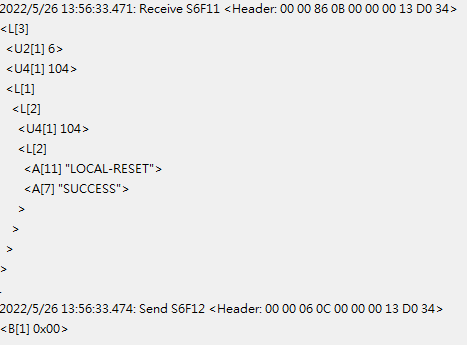 2022/5/26 13:56:33.471: Receive S6F11 <Header: 00 00 86 0B 00 00 00 13 D0 34>
<L[3]
<U2[1] 6>
<U4[1] 104>
<L[1]
<L[2]
<U4[1] 104>
<L[2]
<A[11] "LOCAL-RESET">
<A[7] "SUCCESS">
>
>
>
>
.
2022/5/26 13:56:33.474: Send S6F12 <Header: 00 00 06 0C 00 00 00 13 D0 34>
<B[1] 0x00>